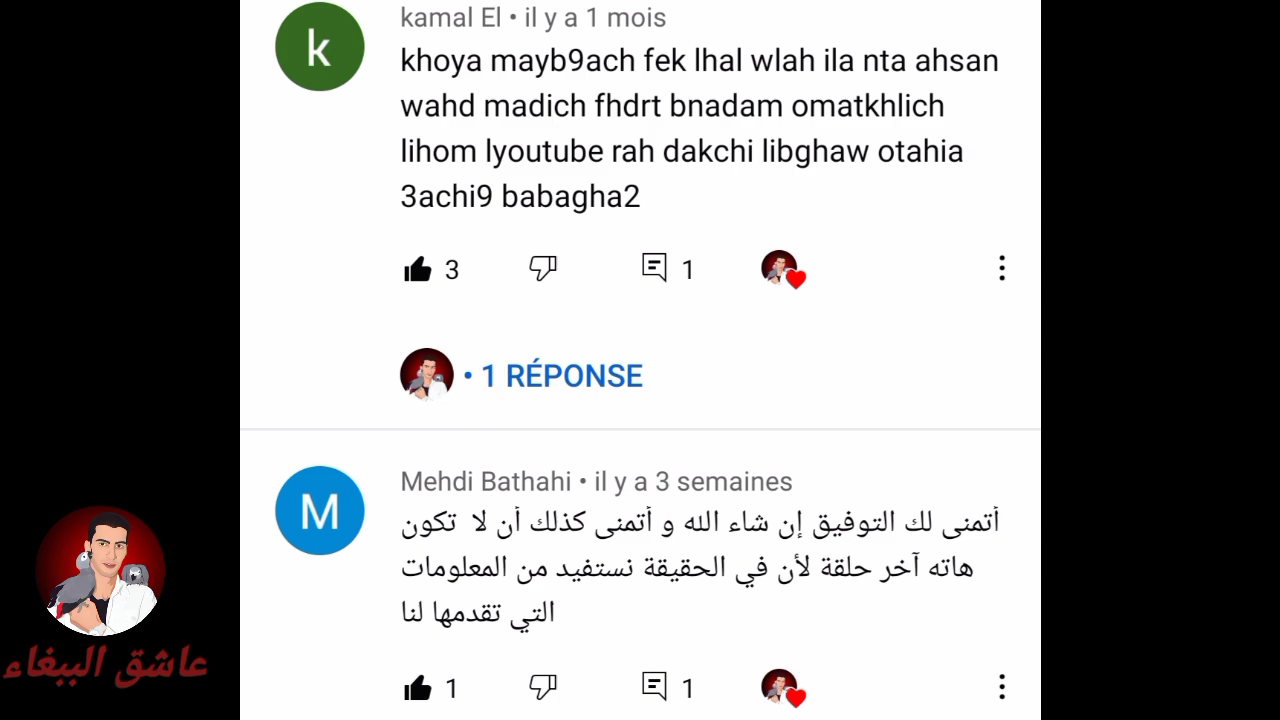 k
kamal El • il y a 1 mois
khoya mayb9ach fek lhal wlah ila nta ahsan
wahd madich fhdrt bnadam omatkhlich
lihom lyoutube rah dakchi libghaw otahia
3achi9 babagha2
3
1
• 1 RÉPONSE
M
Mehdi Bathahi • il y a 3 semaines
أتمنى لك التوفيق إن شاء الله و أتمنى كذلك أن لا تكون
هاته آخر حلقة لأن في الحقيقة نستفيد من المعلومات
التي تقدمها لنا
1
1
عاشق الببغاء